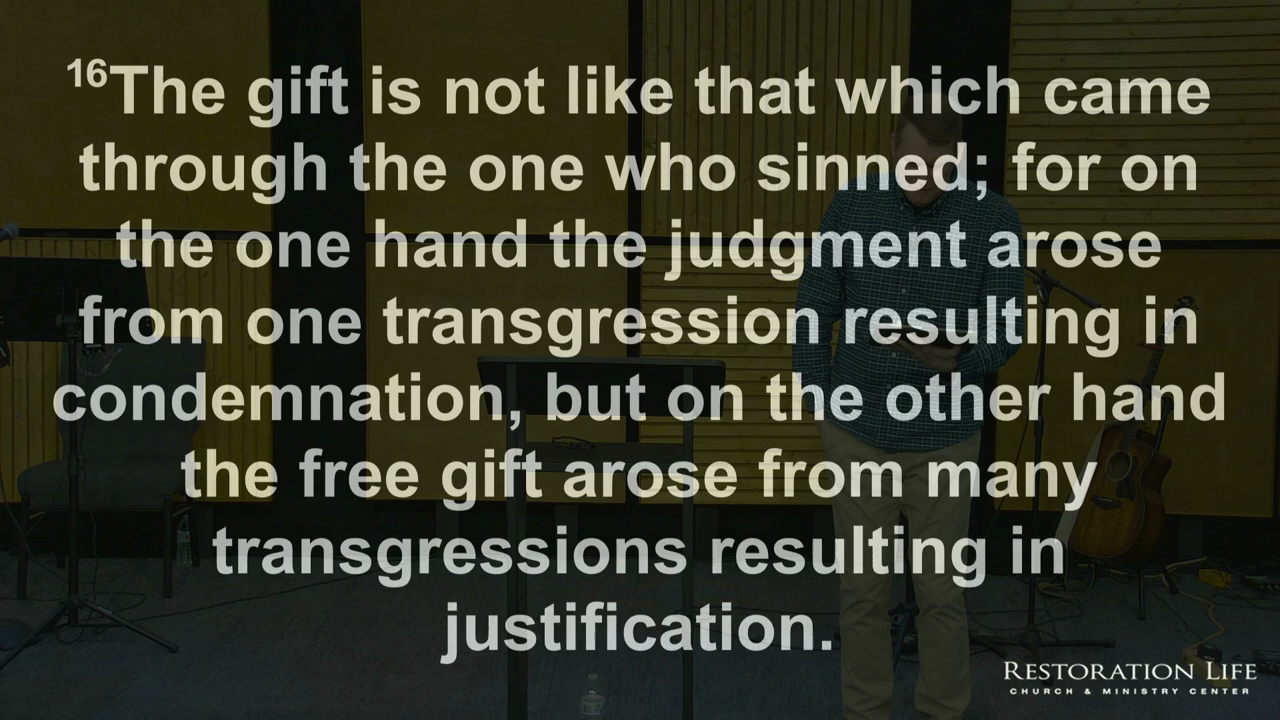 16The gift is not like that which came
through the one who sinned; for on
the one hand the judgment arose
from one transgression resulting in
condemnation, but on the other hand
the free gift arose from many
transgressions resulting in
justification.
RESTORATION LIFE
CHURCH & MINISTRY CENTER